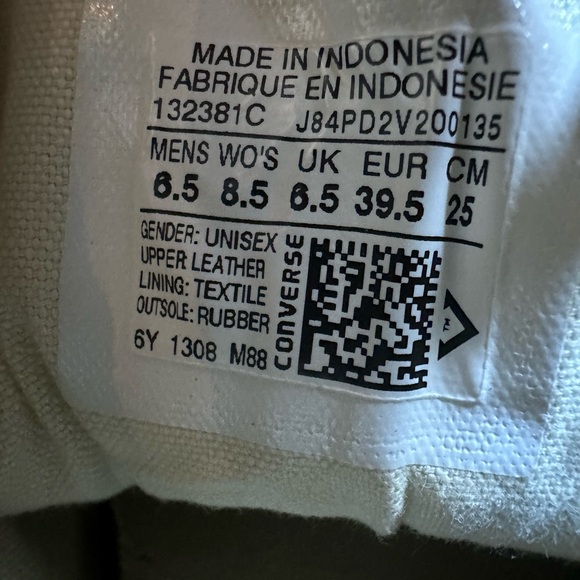 MADE IN INDONESIA
FABRIQUE EN INDONESIE
132381C J84PD2V200135
MENS WO'S UK EUR CM
6.5 8.5 6.5 39.5 25
GENDER: UNISEX
UPPER: LEATHER
LINING: TEXTILE
OUTSOLE: RUBBER
6Y 1308 M88
CONVERSE
E